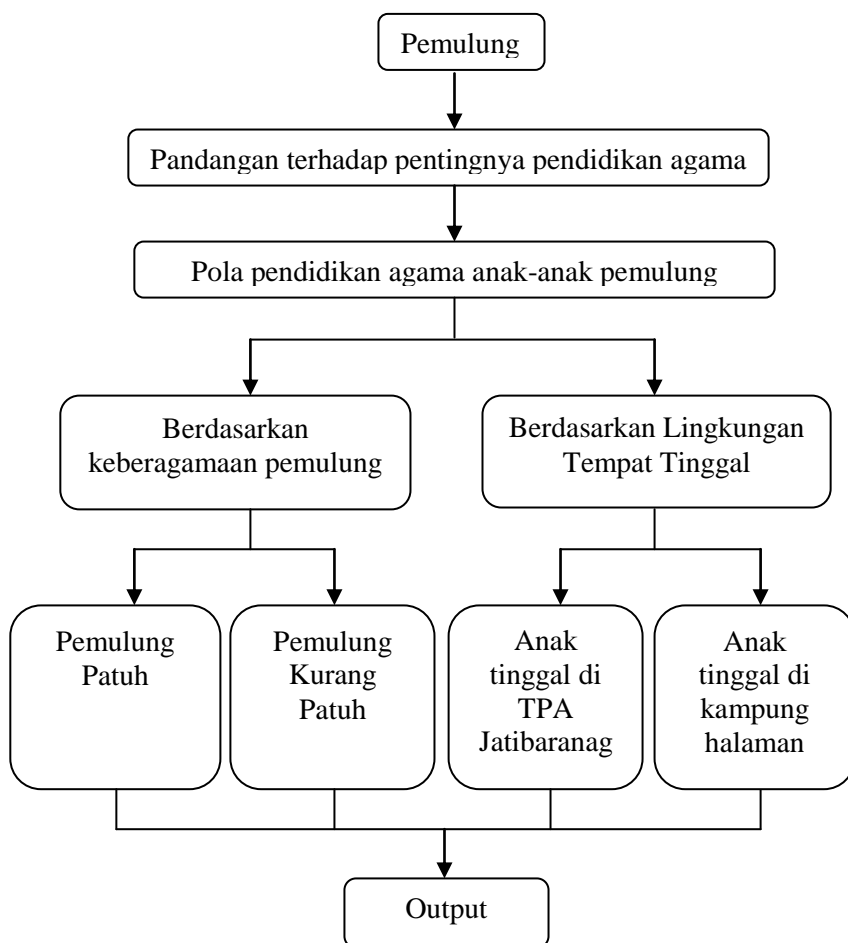 Pemulung
Pandangan terhadap pentingnya pendidikan agama
Pola pendidikan agama anak-anak pemulung
Berdasarkan
keberagamaan pemulung
Berdasarkan Lingkungan
Tempat Tinggal
Pemulung
Patuh
Pemulung
Kurang
Patuh
Anak
tinggal di
TPA
Jatibaranag
Anak
tinggal di
kampung
halaman
Output